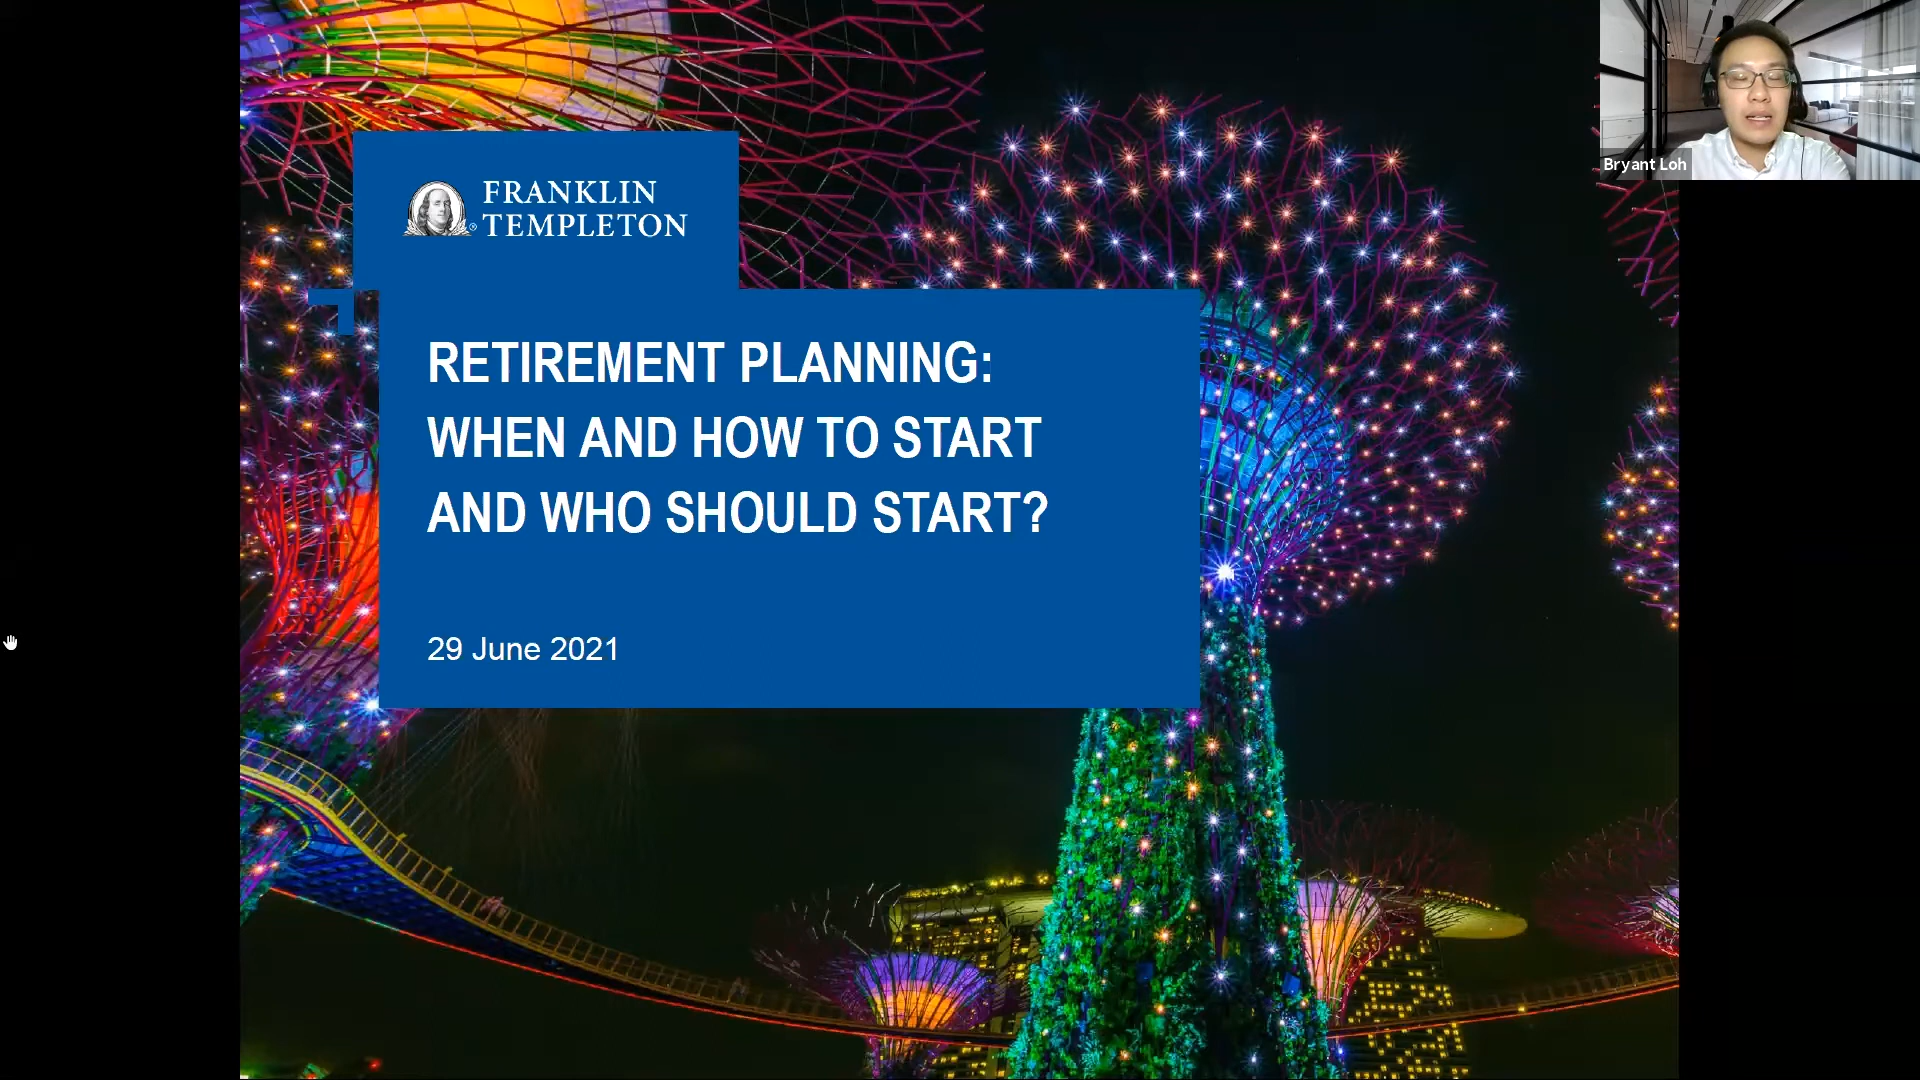 FRANKLIN
TEMPLETON
RETIREMENT PLANNING:
WHEN AND HOW TO START
AND WHO SHOULD START?
29 June 2021
Bryant Loh